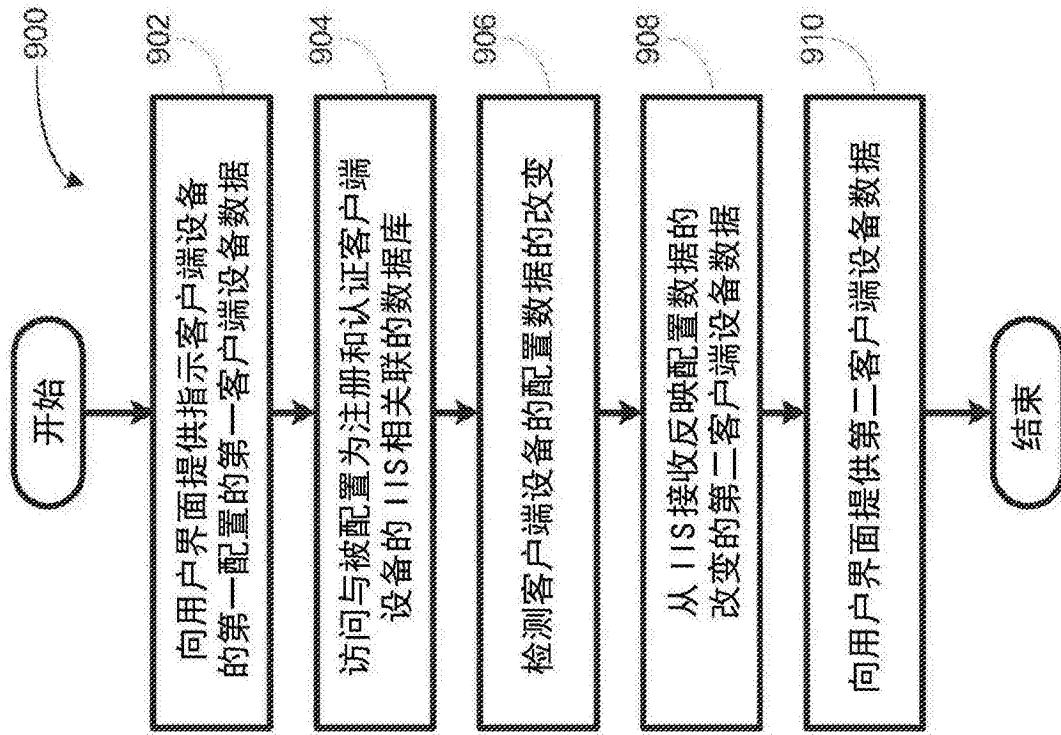 900
开始
902
向用户界面提供指示客户端设备
的第一配置的第一客户端设备数据
904
访问与被配置为注册和认证客户端
设备的 IIS相关联的数据库
906
检测客户端设备的配置数据的改变
908
从 IIS接收反映配置数据的
改变的第二客户端设备数据
910
向用户界面提供第二客户端设备数据
结束